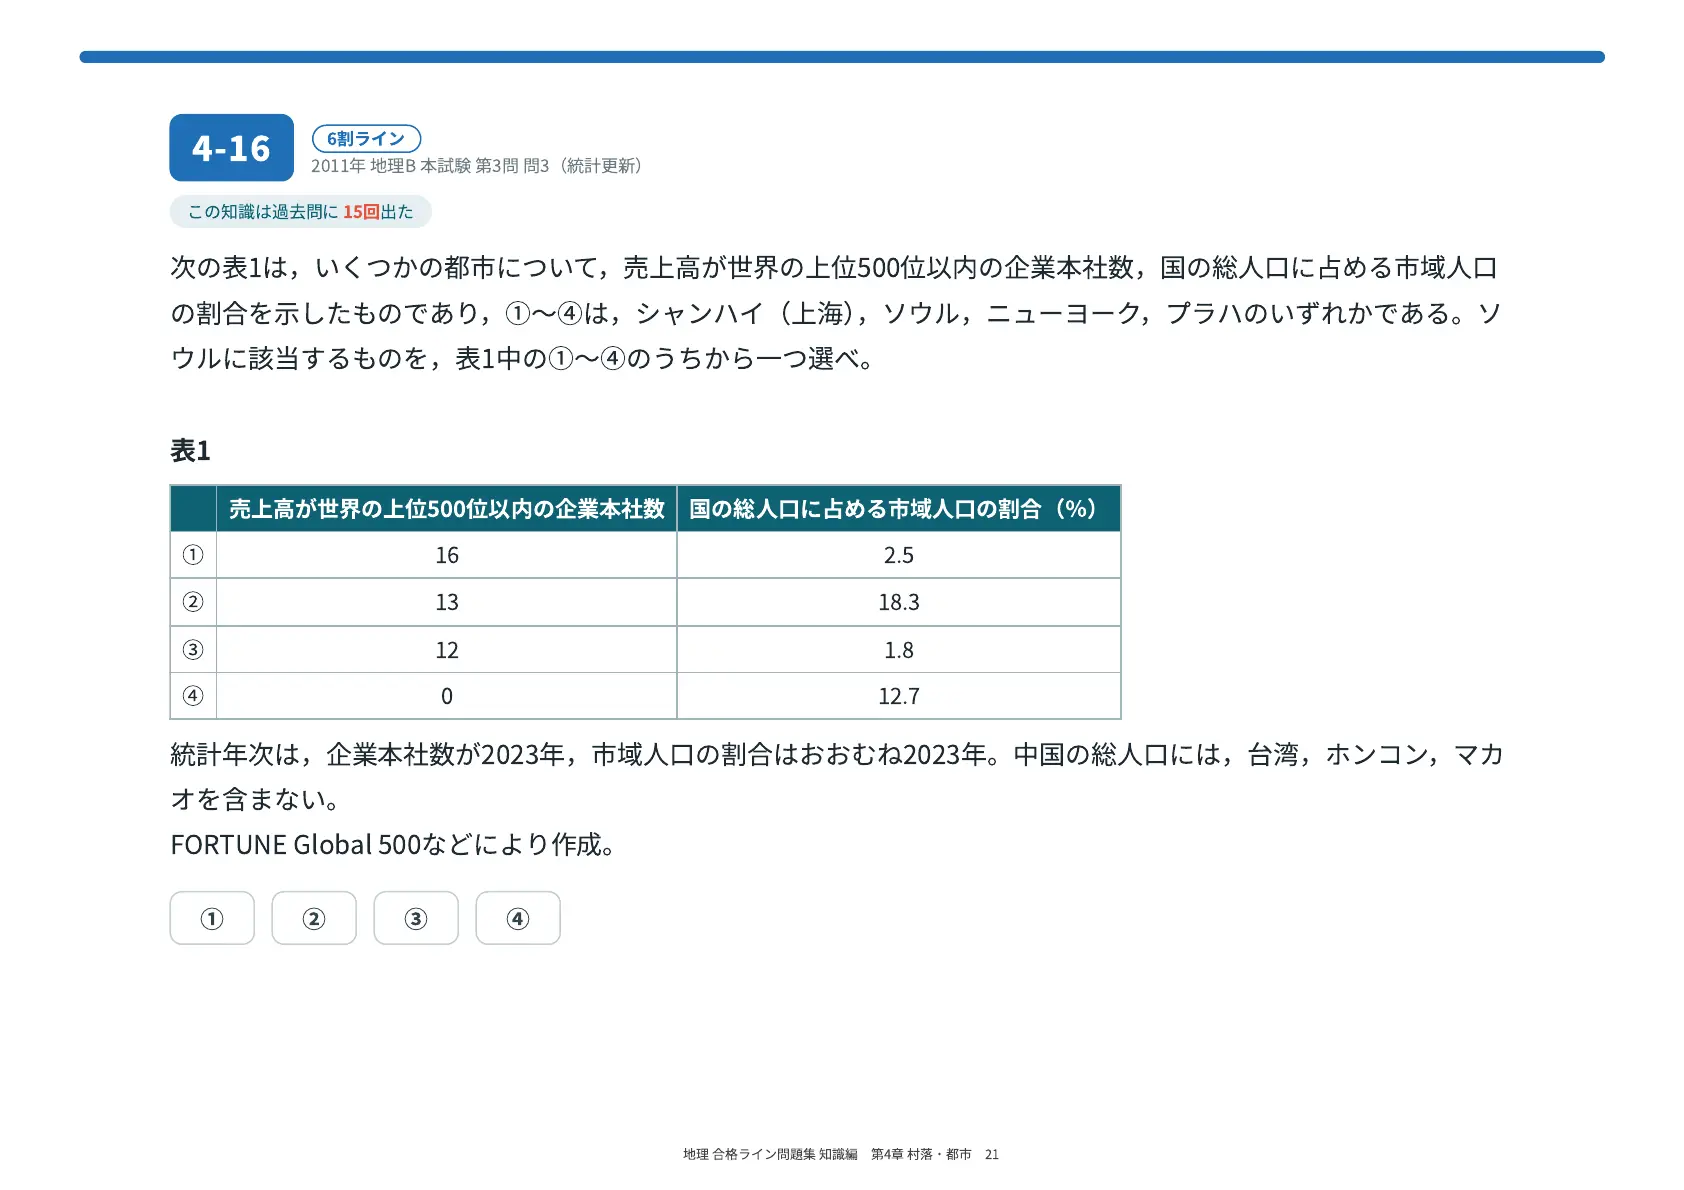 4-16
6割ライン
2011年 地理B 本試験 第3問 問3（統計更新）
この知識は過去問に 15回出た
次の表1は，いくつかの都市について，売上高が世界の上位500位以内の企業本社数，国の総人口に占める市域人口
の割合を示したものであり，①～④は，シャンハイ（上海），ソウル，ニューヨーク，プラハのいずれかである。ソ
ウルに該当するものを，表1中の①～④のうちから一つ選べ。
表1
売上高が世界の上位500位以内の企業本社数 国の総人口に占める市域人口の割合（%）
① 16 2.5
② 13 18.3
③ 12 1.8
④ 0 12.7
統計年次は，企業本社数が2023年，市域人口の割合はおおむね2023年。中国の総人口には，台湾，ホンコン，マカ
オを含まない。
FORTUNE Global 500などにより作成。
① ② ③ ④
地理 合格ライン問題集 知識編　第4章 村落・都市　21